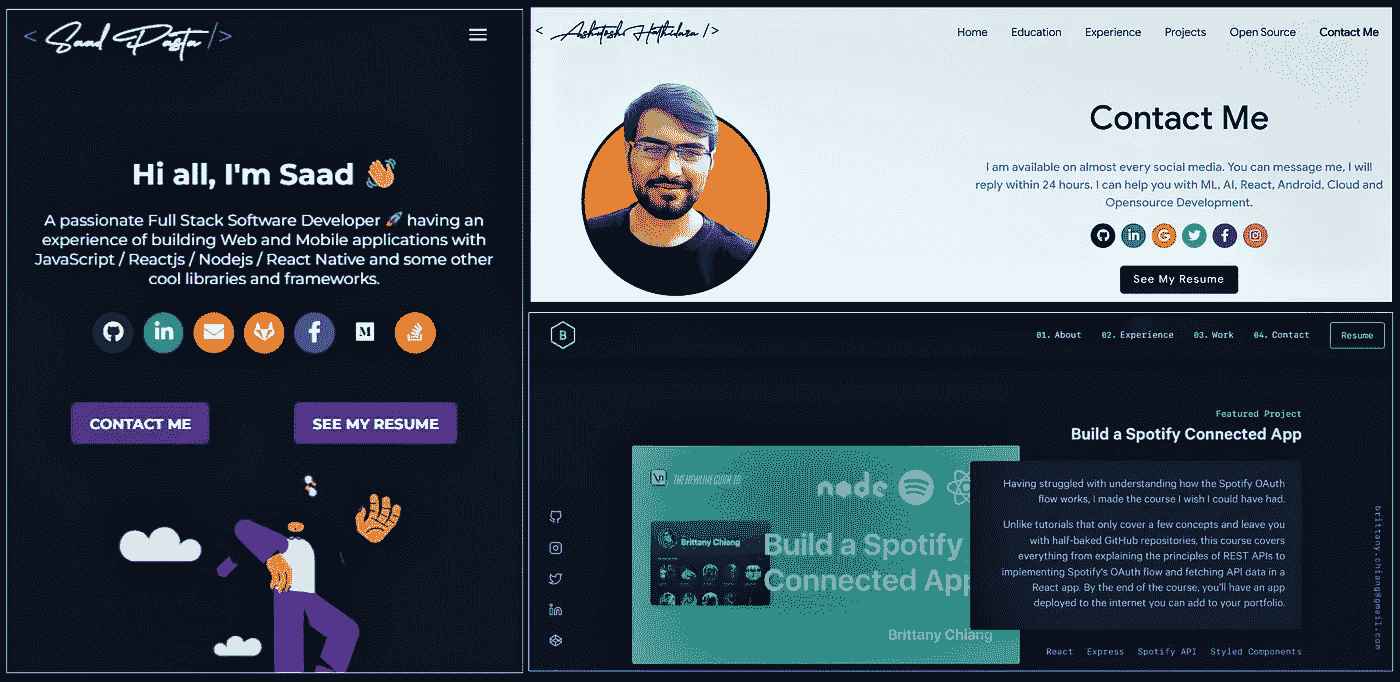 < Saad Pasta />
Hi all, I'm Saad 👋
A passionate Full Stack Software Developer 🚀 having an
experience of building Web and Mobile applications with
JavaScript / Reactjs / Nodejs / React Native and some other
cool libraries and frameworks.
in
f
M
CONTACT ME
SEE MY RESUME
< Ashutosh Hathidara />
Home Education Experience Projects Open Source Contact Me
Contact Me
I am available on almost every social media. You can message me, I will
reply within 24 hours. I can help you with ML, AI, React, Android, Cloud and
Opensource Development.
in G f
See My Resume
B
01. About 02. Experience 03. Work 04. Contact Resume
Featured Project
Build a Spotify Connected App
\n THE NEWLINE GUIDE TO
node
Brittany Chiang
Build a Spotify
Connected App
Brittany Chiang
Having struggled with understanding how the Spotify OAuth
flow works, I made the course I wish I could have had.
Unlike tutorials that only cover a few concepts and leave you
with half-baked GitHub repositories, this course covers
everything from explaining the principles of REST APIs to
implementing Spotify's OAuth flow and fetching API data in a
React app. By the end of the course, you'll have an app
deployed to the internet you can add to your portfolio.
React Express Spotify API Styled Components
brittany.chiang@gmail.com